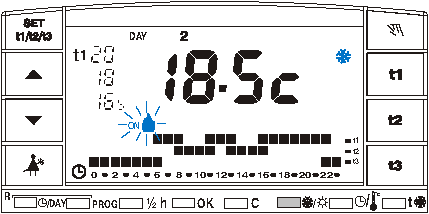 SET
t1/t2/t3
DAY 2
t1 20
18
16
18.5c
ON
t1
t2
t3
0 2 4 6 8 10 12 14 16 18 20 22
t1
t2
t3
R
/DAY
PROG
½ h
OK
C
t